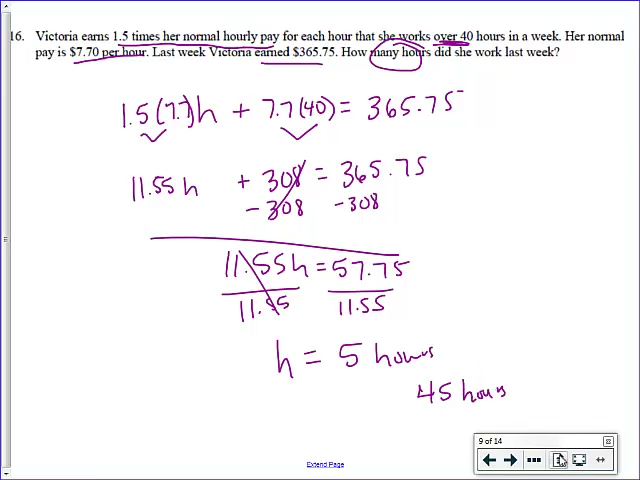 16. Victoria earns 1.5 times her normal hourly pay for each hour that she works over 40 hours in a week. Her normal
pay is $7.70 per hour. Last week Victoria earned $365.75. How many hours did she work last week?
1.5(7.7)h + 7.7(40) = 365.75
11.55h + 308 = 365.75
-308 -308
11.55h = 57.75
11.55 11.55
h = 5 hours
45 hours
9 of 14
Extend Page